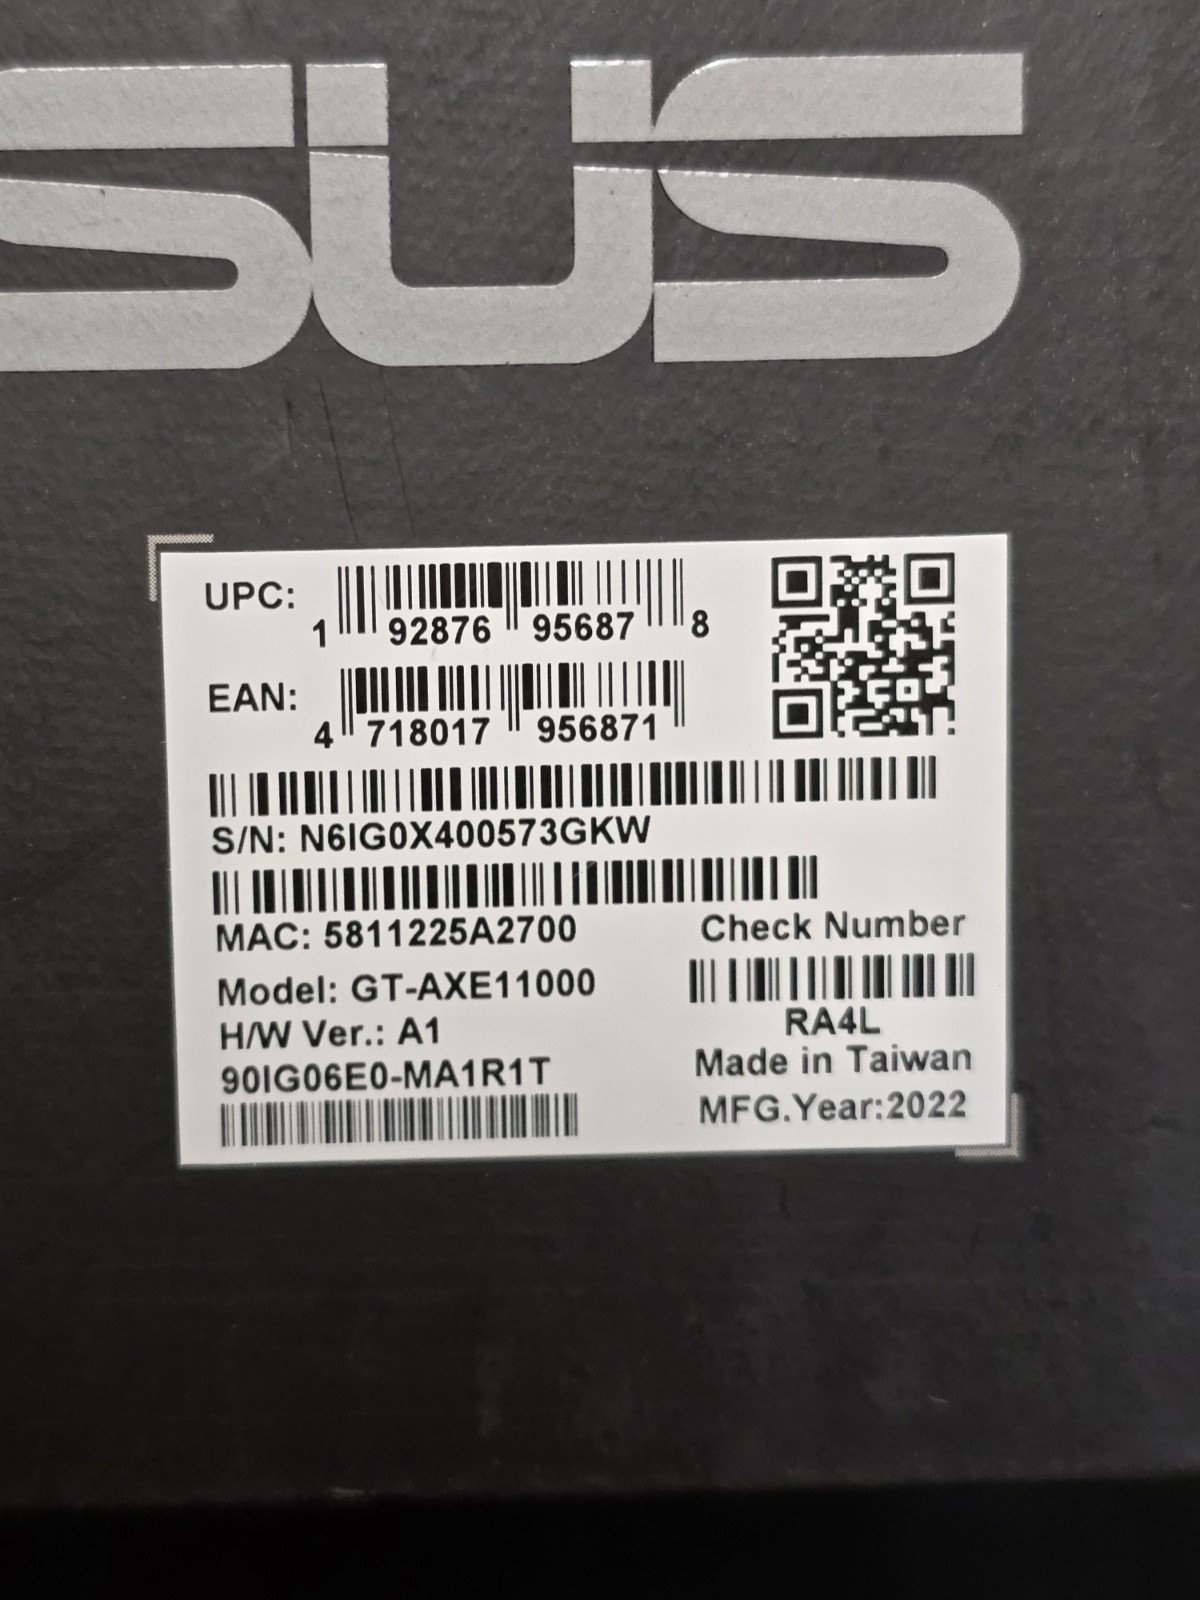 SUS
UPC: 1 92876 95687 8
EAN: 4 718017 956871
S/N: N6IG0X400573GKW
MAC: 5811225A2700
Check Number
Model: GT-AXE11000
RA4L
H/W Ver.: A1
Made in Taiwan
90IG06E0-MA1R1T
MFG.Year:2022